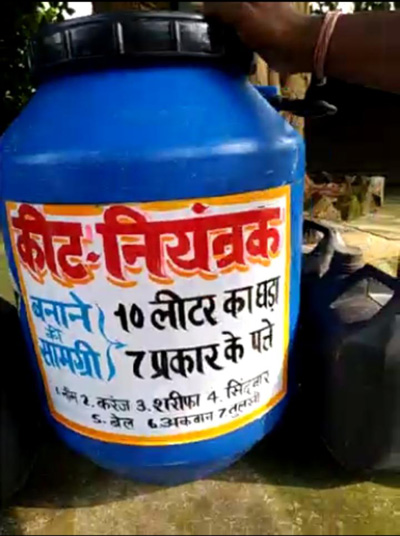 कीट-नियंत्रक
बनाने की सामग्री
10 लीटर का घड़ा
7 प्रकार के पत्ते
1. नीम 2. करंज 3. शरीफा 4. सिंदवार
5. बेल 6. अकवान 7 तुलसी